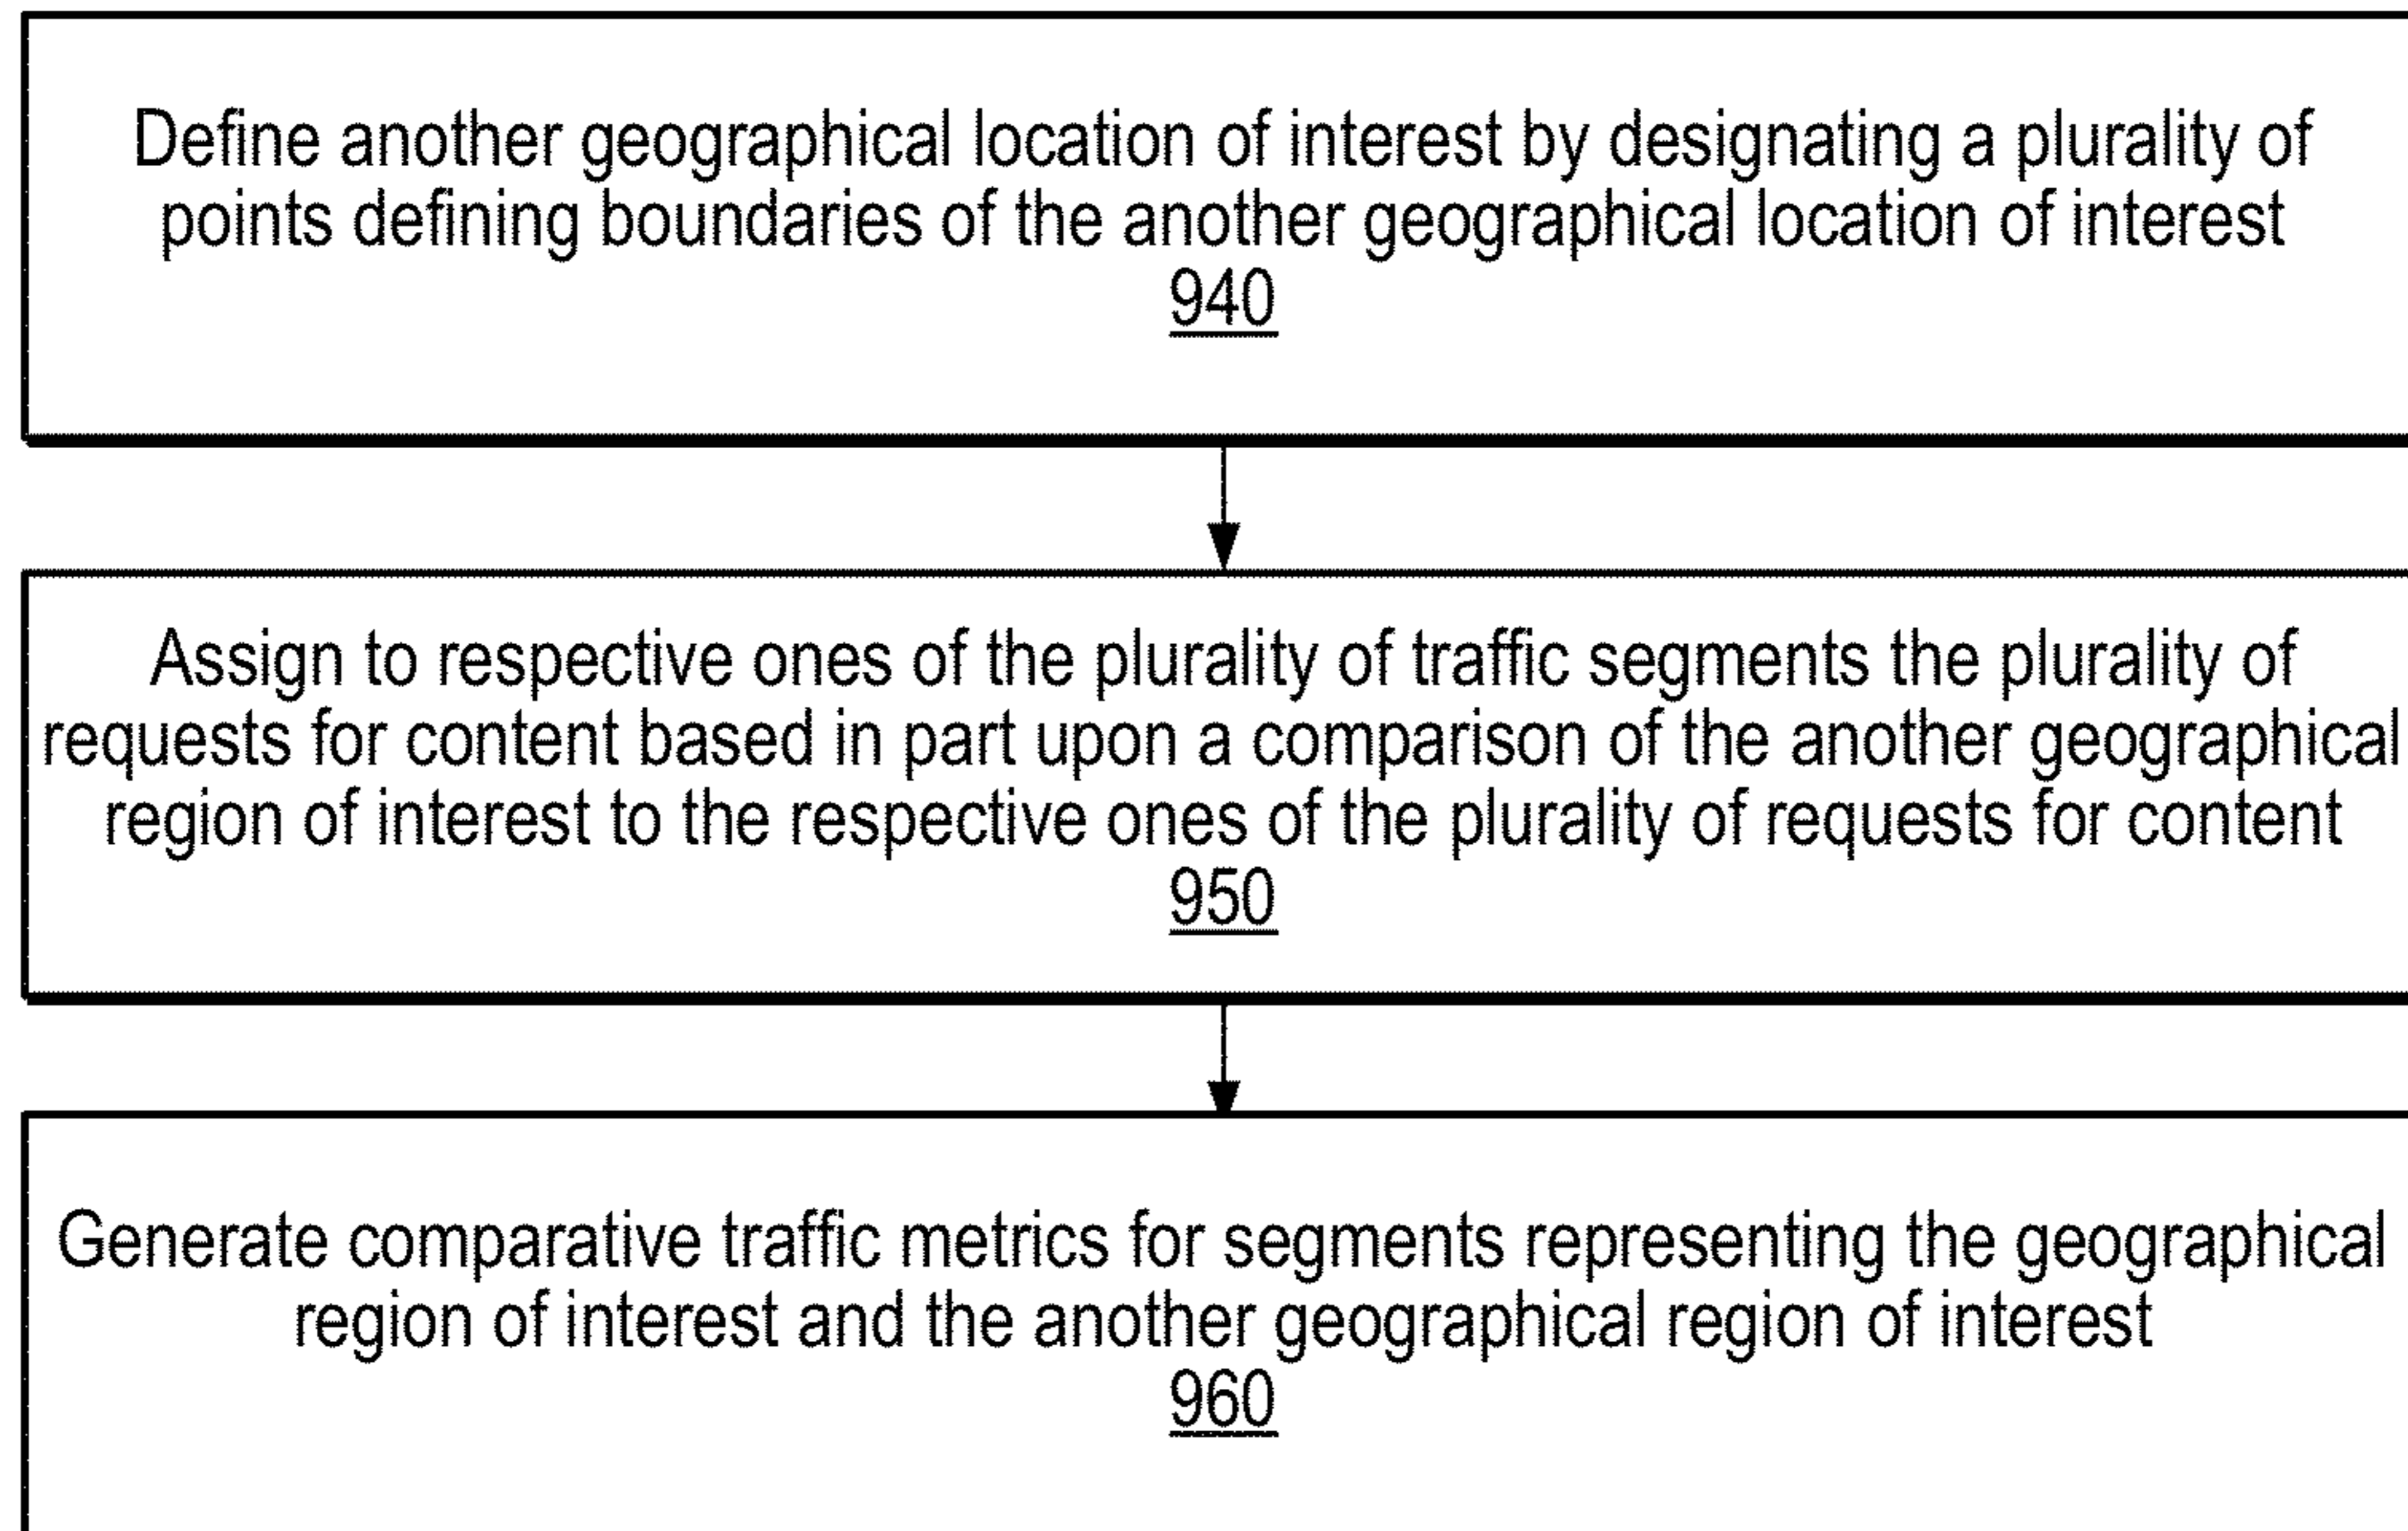 Define another geographical location of interest by designating a plurality of
points defining boundaries of the another geographical location of interest
940
Assign to respective ones of the plurality of traffic segments the plurality of
requests for content based in part upon a comparison of the another geographical
region of interest to the respective ones of the plurality of requests for content
950
Generate comparative traffic metrics for segments representing the geographical
region of interest and the another geographical region of interest
960